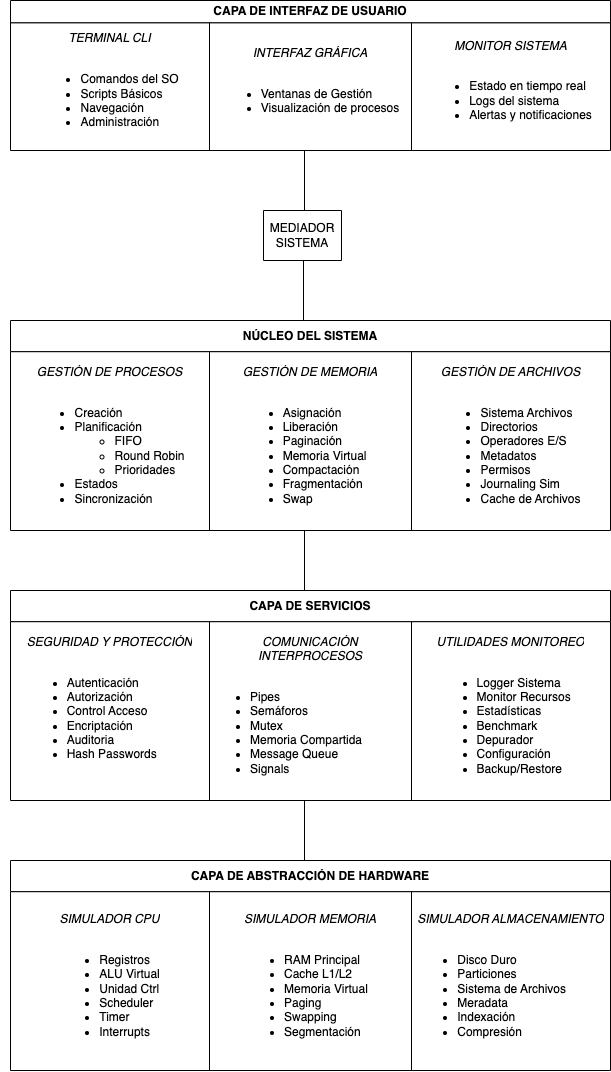 CAPA DE INTERFAZ DE USUARIO
TERMINAL CLI
Comandos del SO
Scripts Básicos
Navegación
Administración
INTERFAZ GRÁFICA
Ventanas de Gestión
Visualización de procesos
MONITOR SISTEMA
Estado en tiempo real
Logs del sistema
Alertas y notificaciones
MEDIADOR
SISTEMA
NÚCLEO DEL SISTEMA
GESTIÓN DE PROCESOS
Creación
Planificación
FIFO
Round Robin
Prioridades
Estados
Sincronización
GESTIÓN DE MEMORIA
Asignación
Liberación
Paginación
Memoria Virtual
Compactación
Fragmentación
Swap
GESTIÓN DE ARCHIVOS
Sistema Archivos
Directorios
Operadores E/S
Metadatos
Permisos
Journaling Sim
Cache de Archivos
CAPA DE SERVICIOS
SEGURIDAD Y PROTECCIÓN
Autenticación
Autorización
Control Acceso
Encriptación
Auditoria
Hash Passwords
COMUNICACIÓN
INTERPROCESOS
Pipes
Semáforos
Mutex
Memoria Compartida
Message Queue
Signals
UTILIDADES MONITOREO
Logger Sistema
Monitor Recursos
Estadísticas
Benchmark
Depurador
Configuración
Backup/Restore
CAPA DE ABSTRACCIÓN DE HARDWARE
SIMULADOR CPU
Registros
ALU Virtual
Unidad Ctrl
Scheduler
Timer
Interrupts
SIMULADOR MEMORIA
RAM Principal
Cache L1/L2
Memoria Virtual
Paging
Swapping
Segmentación
SIMULADOR ALMACENAMIENTO
Disco Duro
Particiones
Sistema de Archivos
Meradata
Indexación
Compresión